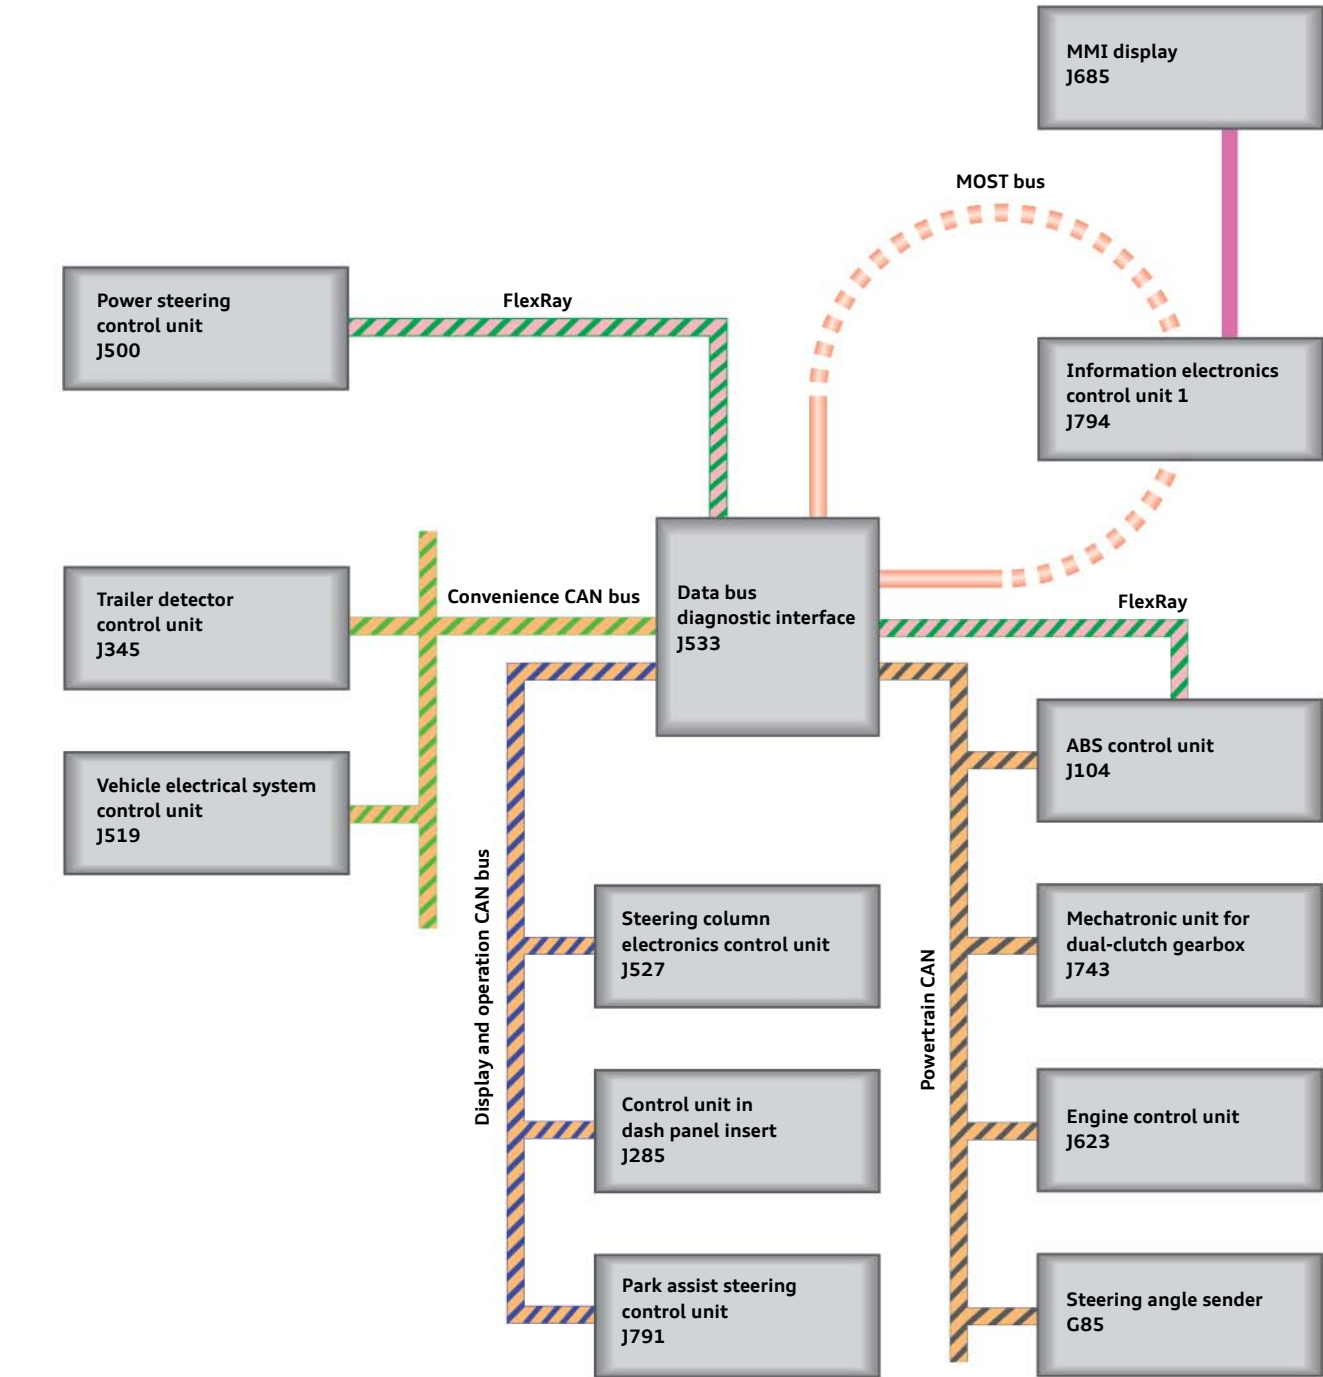 MMI display
J685
MOST bus
Power steering
control unit
J500
FlexRay
Information electronics
control unit 1
J794
Trailer detector
control unit
J345
Convenience CAN bus
Data bus
diagnostic interface
J533
FlexRay
Vehicle electrical system
control unit
J519
ABS control unit
J104
Display and operation CAN bus
Steering column
electronics control unit
J527
Powertrain CAN
Mechatronic unit for
dual-clutch gearbox
J743
Control unit in
dash panel insert
J285
Engine control unit
J623
Park assist steering
control unit
J791
Steering angle sender
G85